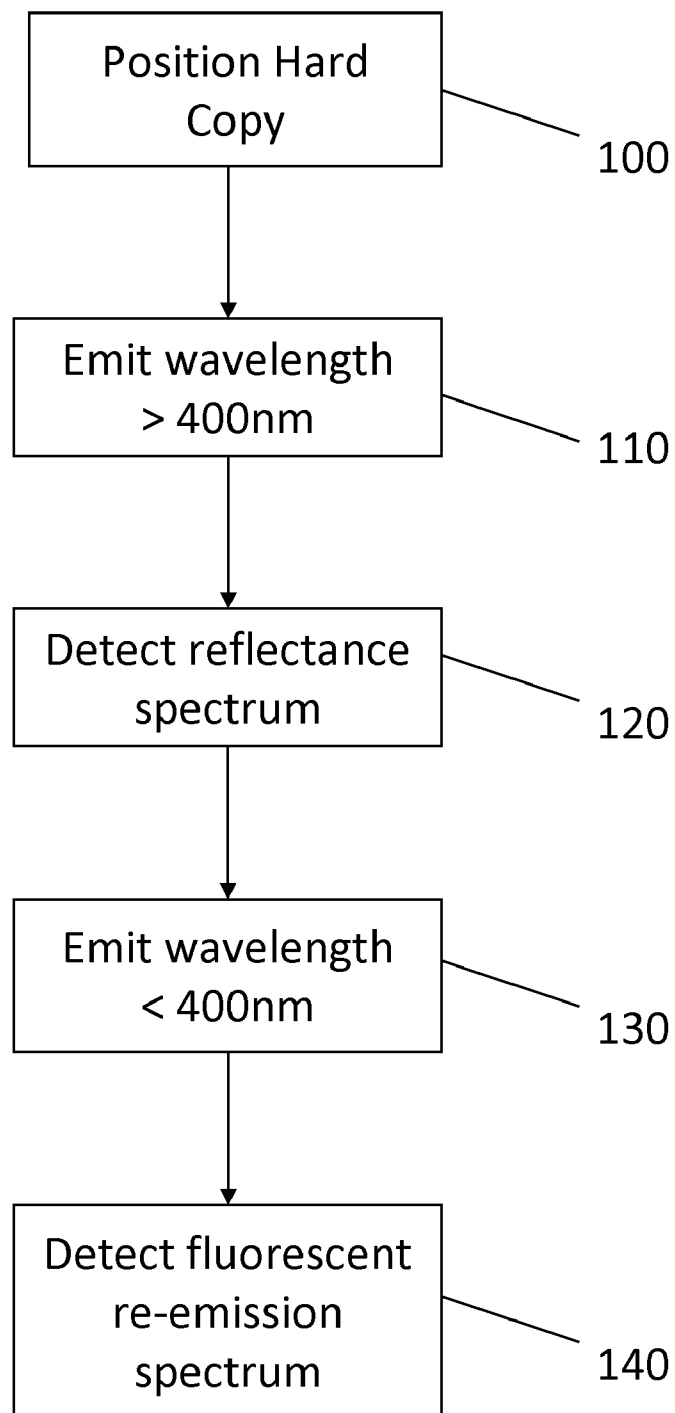 Position Hard
Copy
100
Emit wavelength
> 400nm
110
Detect reflectance
spectrum
120
Emit wavelength
< 400nm
130
Detect fluorescent
re-emission
spectrum
140